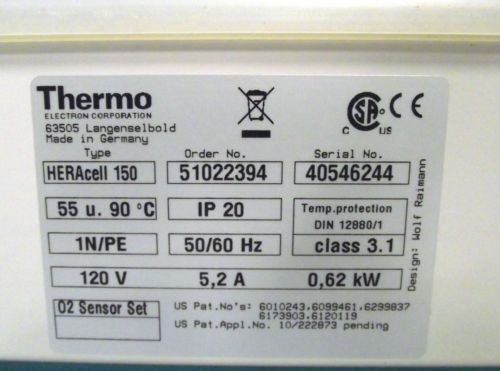 Thermo
ELECTRON CORPORATION
63505 Langenselbold
Made in Germany
CSA CE
C US
Type Order No. Serial No.
HERAcell 150 51022394 40546244
55 u. 90 °C IP 20 Temp.protection
DIN 12880/1
1N/PE 50/60 Hz class 3.1
120 V 5,2 A 0,62 kW
O2 Sensor Set US Pat.No's: 6010243,6099461,6299837
6173903,6120119
US Pat.Appl.No. 10/222873 pending
Design: Wolf Raimann